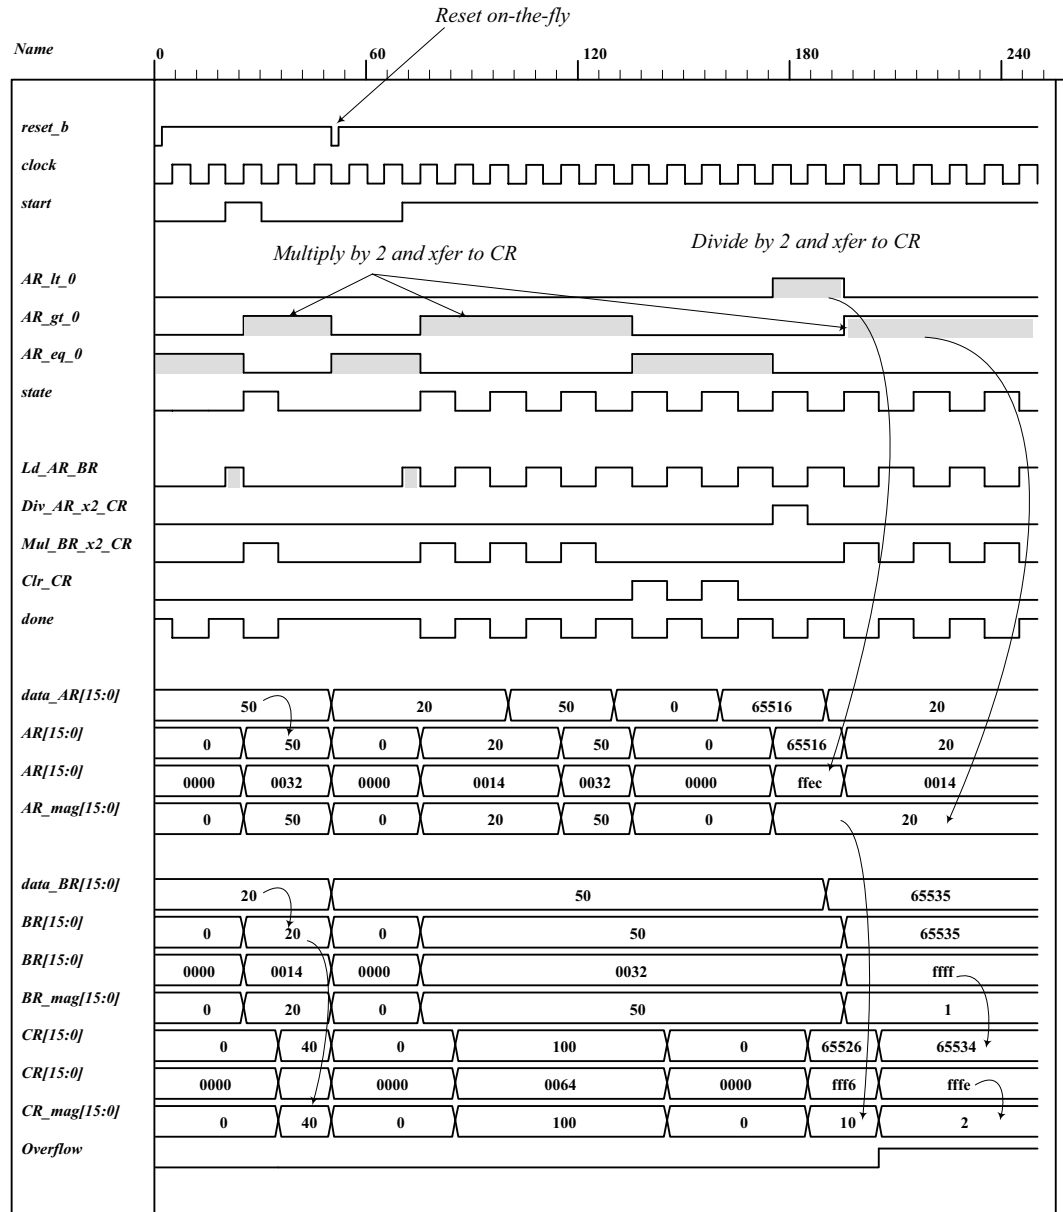 Reset on-the-fly
Name 0 60 120 180 240
reset_b
clock
start
Multiply by 2 and xfer to CR Divide by 2 and xfer to CR
AR_lt_0
AR_gt_0
AR_eq_0
state
Ld_AR_BR
Div_AR_x2_CR
Mul_BR_x2_CR
Clr_CR
done
data_AR[15:0] 50 20 50 0 65516 20
AR[15:0] 0 50 0 20 50 0 65516 20
AR[15:0] 0000 0032 0000 0014 0032 0000 ffec 0014
AR_mag[15:0] 0 50 0 20 50 0 20
data_BR[15:0] 20 50 65535
BR[15:0] 0 20 0 50 65535
BR[15:0] 0000 0014 0000 0032 ffff
BR_mag[15:0] 0 20 0 50 1
CR[15:0] 0 40 0 100 0 65526 65534
CR[15:0] 0000 0000 0064 0000 fff6 fffe
CR_mag[15:0] 0 40 0 100 0 10 2
Overflow